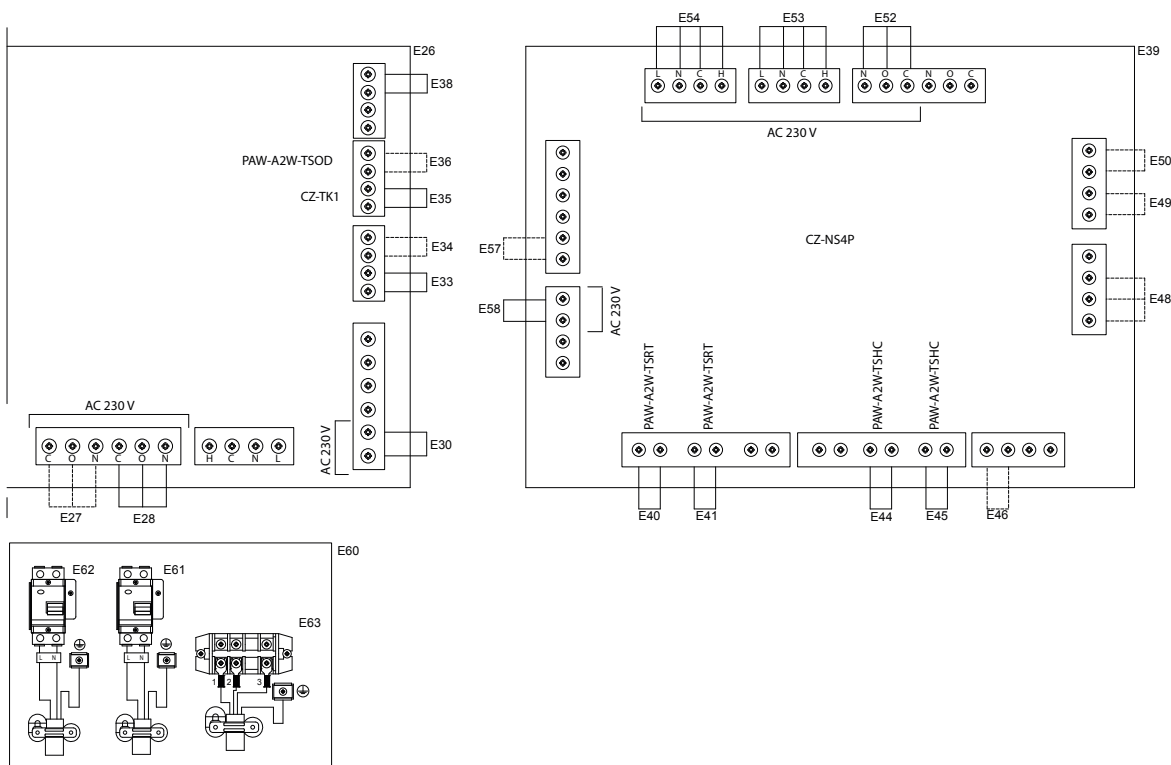 E26
E38
PAW-A2W-TSOD
E36
CZ-TK1
E35
E34
E33
AC 230 V
E30
AC 230 V
C O N C O N
H C N L
E27
E28
E54
E53
E52
E39
L N C H
L N C H
N O C N O C
AC 230 V
E50
E49
CZ-NS4P
E57
E48
E58
AC 230 V
PAW-A2W-TSRT
PAW-A2W-TSRT
PAW-A2W-TSHC
PAW-A2W-TSHC
E40
E41
E44
E45
E46
E60
E62
E61
E63
L N
L N
1 2 3